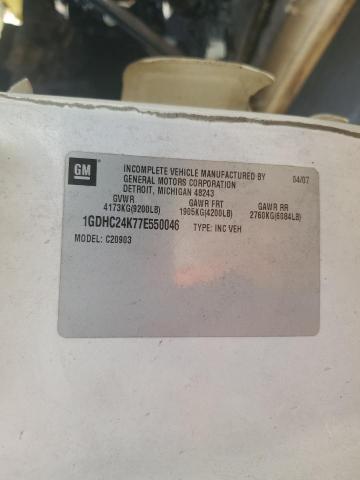 GM
INCOMPLETE VEHICLE MANUFACTURED BY
04/07
GENERAL MOTORS CORPORATION
DETROIT, MICHIGAN 48243
GVWR GAWR FRT GAWR RR
4173KG(9200LB) 1905KG(4200LB) 2760KG(6084LB)
1GDHC24K77E550046 TYPE: INC VEH
MODEL: C20903